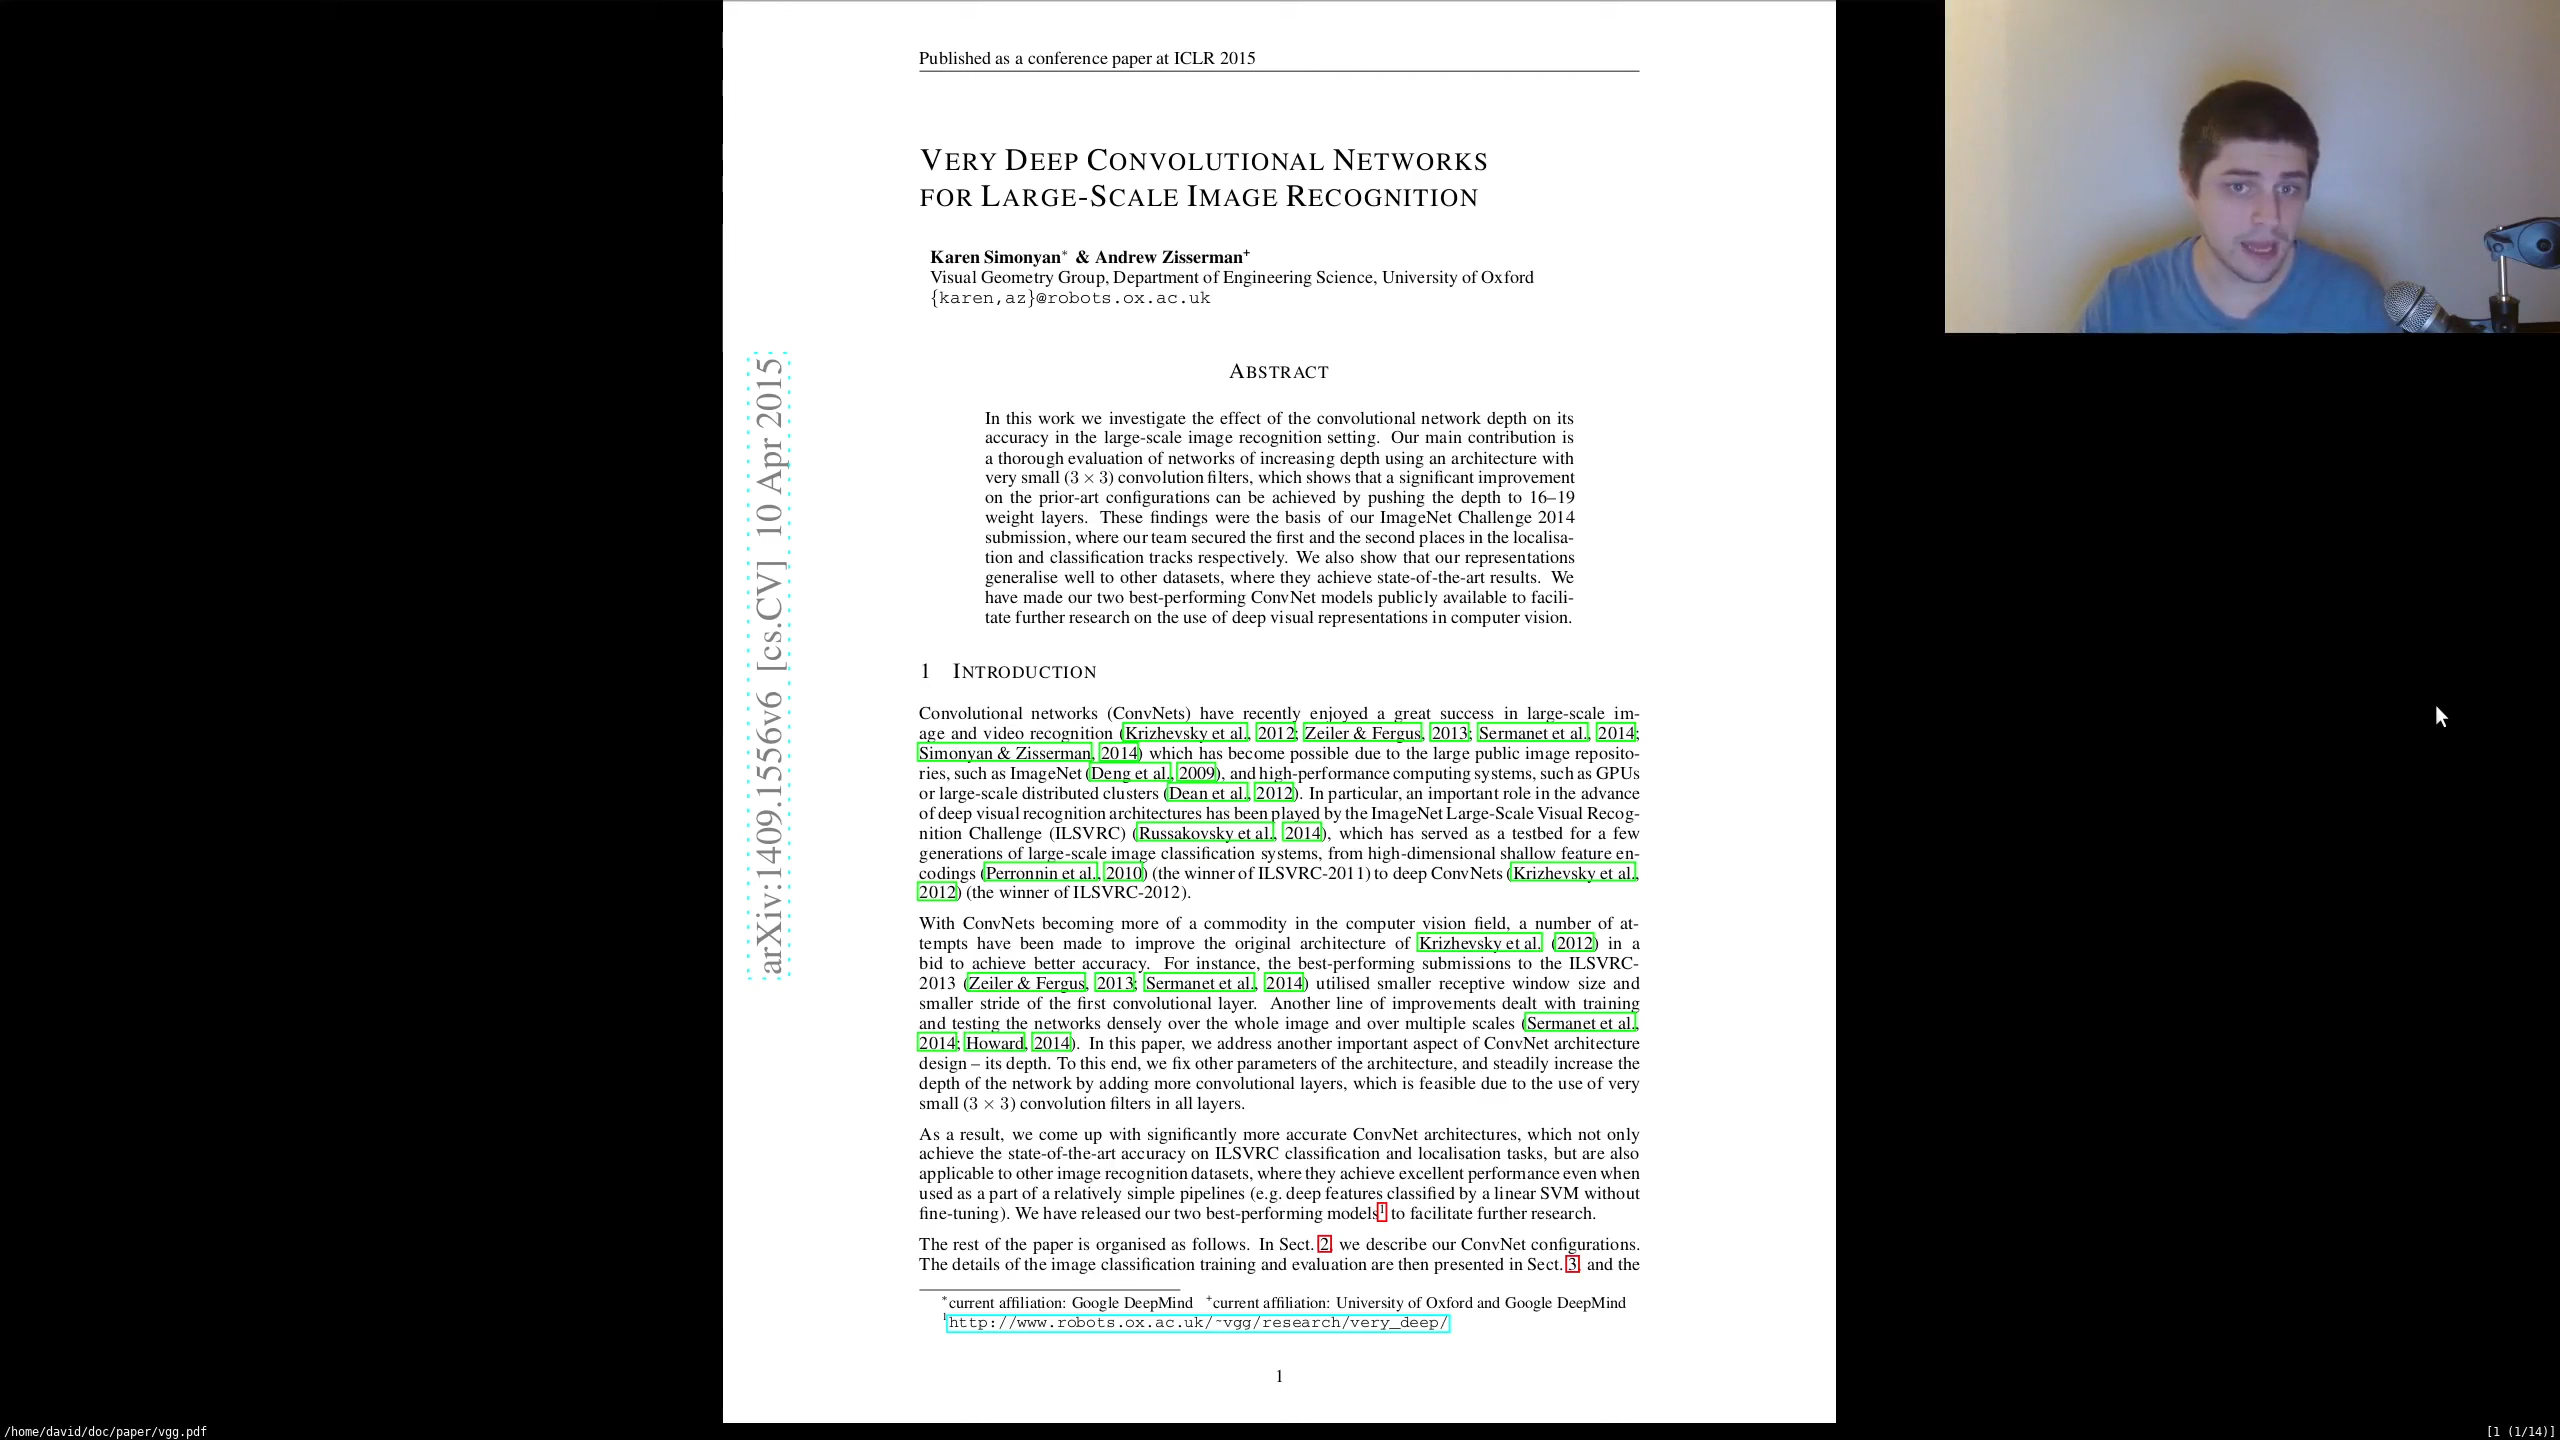 Published as a conference paper at ICLR 2015
VERY DEEP CONVOLUTIONAL NETWORKS
FOR LARGE-SCALE IMAGE RECOGNITION
Karen Simonyan* & Andrew Zisserman+
Visual Geometry Group, Department of Engineering Science, University of Oxford
{karen,az}@robots.ox.ac.uk
arXiv:1409.1556v6 [cs.CV] 10 Apr 2015
ABSTRACT
In this work we investigate the effect of the convolutional network depth on its
accuracy in the large-scale image recognition setting. Our main contribution is
a thorough evaluation of networks of increasing depth using an architecture with
very small (3 × 3) convolution filters, which shows that a significant improvement
on the prior-art configurations can be achieved by pushing the depth to 16–19
weight layers. These findings were the basis of our ImageNet Challenge 2014
submission, where our team secured the first and the second places in the localisa-
tion and classification tracks respectively. We also show that our representations
generalise well to other datasets, where they achieve state-of-the-art results. We
have made our two best-performing ConvNet models publicly available to facili-
tate further research on the use of deep visual representations in computer vision.
1 INTRODUCTION
Convolutional networks (ConvNets) have recently enjoyed a great success in large-scale im-
age and video recognition (Krizhevsky et al., 2012; Zeiler & Fergus, 2013; Sermanet et al., 2014;
Simonyan & Zisserman, 2014) which has become possible due to the large public image reposito-
ries, such as ImageNet (Deng et al., 2009), and high-performance computing systems, such as GPUs
or large-scale distributed clusters (Dean et al., 2012). In particular, an important role in the advance
of deep visual recognition architectures has been played by the ImageNet Large-Scale Visual Recog-
nition Challenge (ILSVRC) (Russakovsky et al., 2014), which has served as a testbed for a few
generations of large-scale image classification systems, from high-dimensional shallow feature en-
codings (Perronnin et al., 2010) (the winner of ILSVRC-2011) to deep ConvNets (Krizhevsky et al.,
2012) (the winner of ILSVRC-2012).
With ConvNets becoming more of a commodity in the computer vision field, a number of at-
tempts have been made to improve the original architecture of Krizhevsky et al. (2012) in a
bid to achieve better accuracy. For instance, the best-performing submissions to the ILSVRC-
2013 (Zeiler & Fergus, 2013; Sermanet et al., 2014) utilised smaller receptive window size and
smaller stride of the first convolutional layer. Another line of improvements dealt with training
and testing the networks densely over the whole image and over multiple scales (Sermanet et al.,
2014; Howard, 2014). In this paper, we address another important aspect of ConvNet architecture
design – its depth. To this end, we fix other parameters of the architecture, and steadily increase the
depth of the network by adding more convolutional layers, which is feasible due to the use of very
small (3 × 3) convolution filters in all layers.
As a result, we come up with significantly more accurate ConvNet architectures, which not only
achieve the state-of-the-art accuracy on ILSVRC classification and localisation tasks, but are also
applicable to other image recognition datasets, where they achieve excellent performance even when
used as a part of a relatively simple pipelines (e.g. deep features classified by a linear SVM without
fine-tuning). We have released our two best-performing models1 to facilitate further research.
The rest of the paper is organised as follows. In Sect. 2, we describe our ConvNet configurations.
The details of the image classification training and evaluation are then presented in Sect. 3, and the
*current affiliation: Google DeepMind +current affiliation: University of Oxford and Google DeepMind
1http://www.robots.ox.ac.uk/~vgg/research/very_deep/
1
/home/david/doc/paper/vgg.pdf
[1 (1/14)]